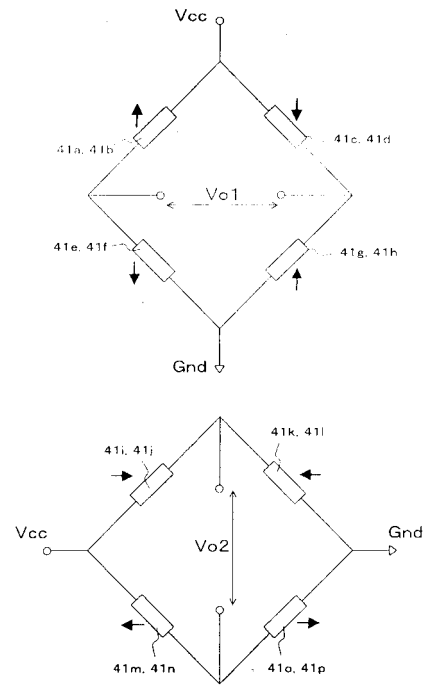 Vcc
41a, 41b
41c, 41d
Vo1
41e, 41f
41g, 41h
Gnd
41i, 41j
41k, 41l
Vcc
Gnd
Vo2
41m, 41n
41o, 41p